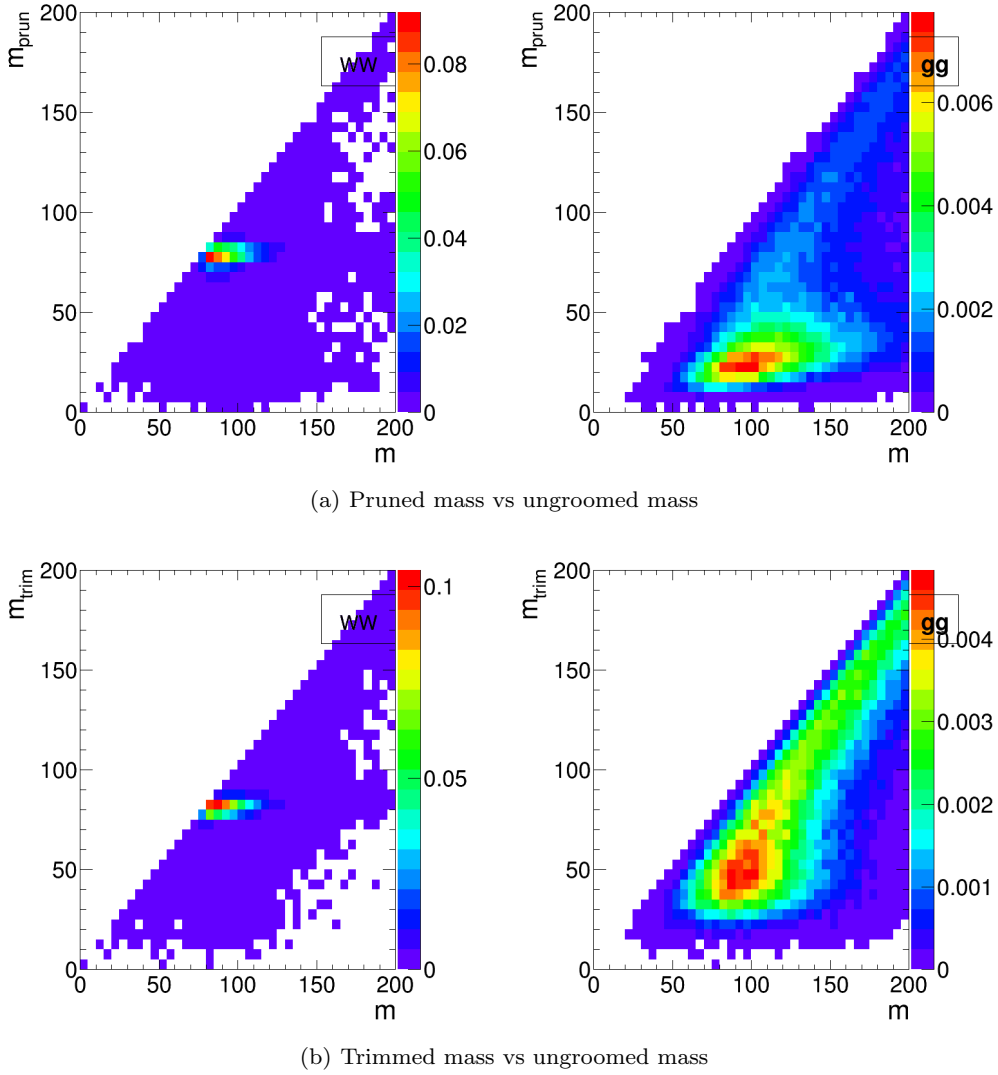 200
150
100
50
0
m_prun
WW
0.08
0.06
0.04
0.02
0
0 50 100 150 200
m
200
150
100
50
0
m_prun
gg
0.006
0.004
0.002
0
0 50 100 150 200
m
(a) Pruned mass vs ungroomed mass
200
150
100
50
0
m_trim
WW
0.1
0.05
0
0 50 100 150 200
m
200
150
100
50
0
m_trim
gg
0.004
0.003
0.002
0.001
0
0 50 100 150 200
m
(b) Trimmed mass vs ungroomed mass